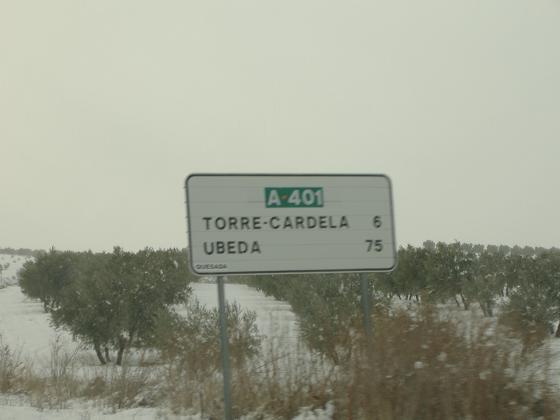 A-401
TORRE-CARDELA 6
UBEDA 75
QUESADA